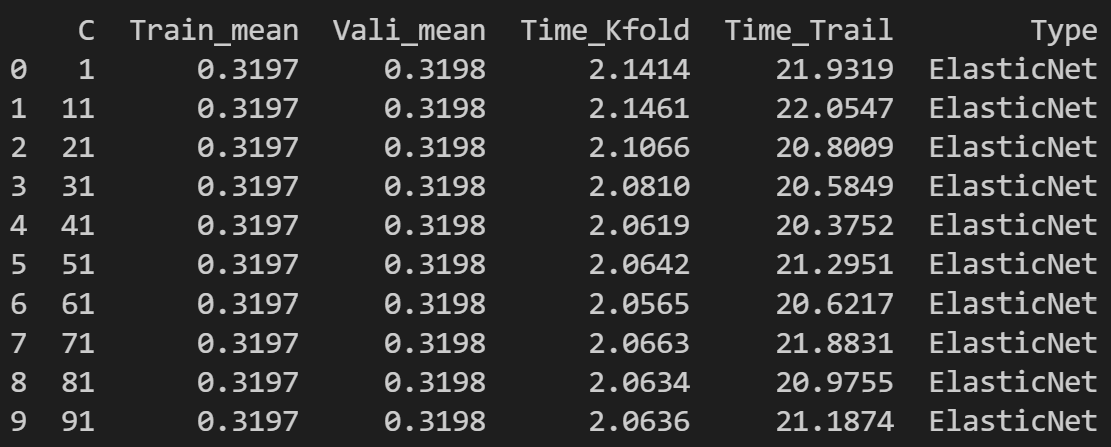 C Train_mean Vali_mean Time_Kfold Time_Trail Type
0 1 0.3197 0.3198 2.1414 21.9319 ElasticNet
1 11 0.3197 0.3198 2.1461 22.0547 ElasticNet
2 21 0.3197 0.3198 2.1066 20.8009 ElasticNet
3 31 0.3197 0.3198 2.0810 20.5849 ElasticNet
4 41 0.3197 0.3198 2.0619 20.3752 ElasticNet
5 51 0.3197 0.3198 2.0642 21.2951 ElasticNet
6 61 0.3197 0.3198 2.0565 20.6217 ElasticNet
7 71 0.3197 0.3198 2.0663 21.8831 ElasticNet
8 81 0.3197 0.3198 2.0634 20.9755 ElasticNet
9 91 0.3197 0.3198 2.0636 21.1874 ElasticNet